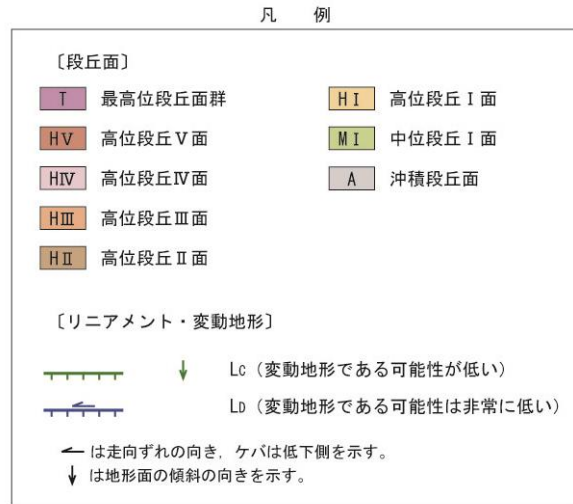 凡 例
〔段丘面〕
T 最高位段丘面群
HⅤ 高位段丘Ⅴ面
HⅣ 高位段丘Ⅳ面
HⅢ 高位段丘Ⅲ面
HⅡ 高位段丘Ⅱ面
HⅠ 高位段丘Ⅰ面
MⅠ 中位段丘Ⅰ面
A 沖積段丘面
〔リニアメント・変動地形〕
Lc（変動地形である可能性が低い）
LD（変動地形である可能性は非常に低い）
は走向ずれの向き，ケバは低下側を示す。
↓は地形面の傾斜の向きを示す。